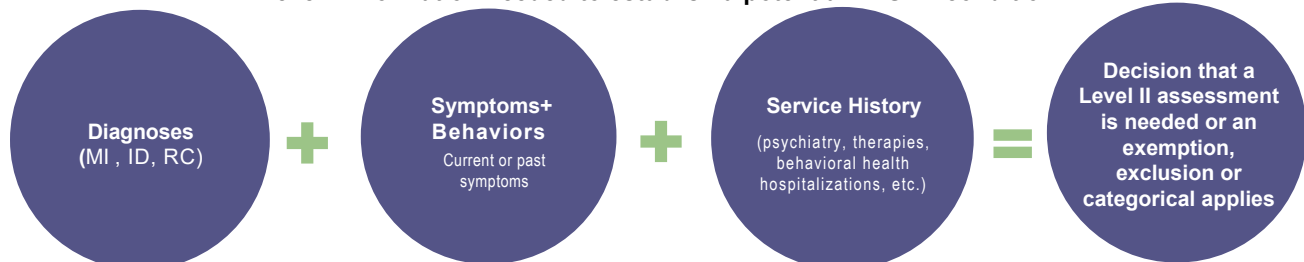 Diagnoses
(MI , ID, RC)
+
Symptoms+
Behaviors
Current or past
symptoms
+
Service History
(psychiatry, therapies,
behavioral health
hospitalizations, etc.)
=
Decision that a
Level II assessment
is needed or an
exemption,
exclusion or
categorical applies